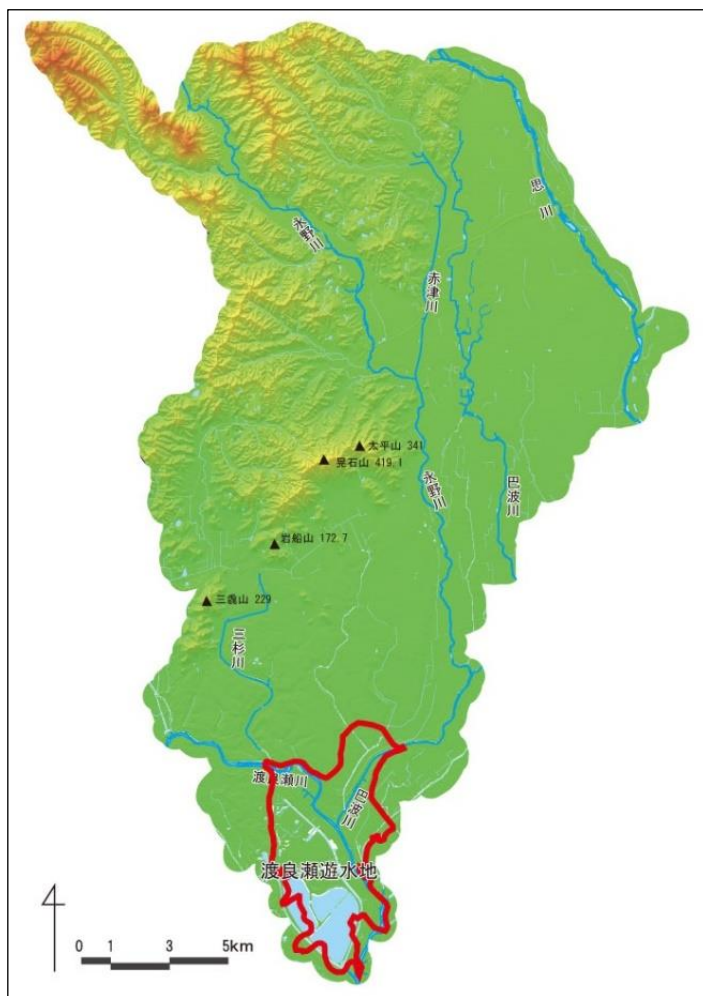 思川
永野川
赤津川
太平山 341
晃石山 419.1
永野川
巴波川
岩船山 172.7
三毳山 229
三杉川
渡良瀬川
巴波川
渡良瀬遊水地
0 1 3 5km